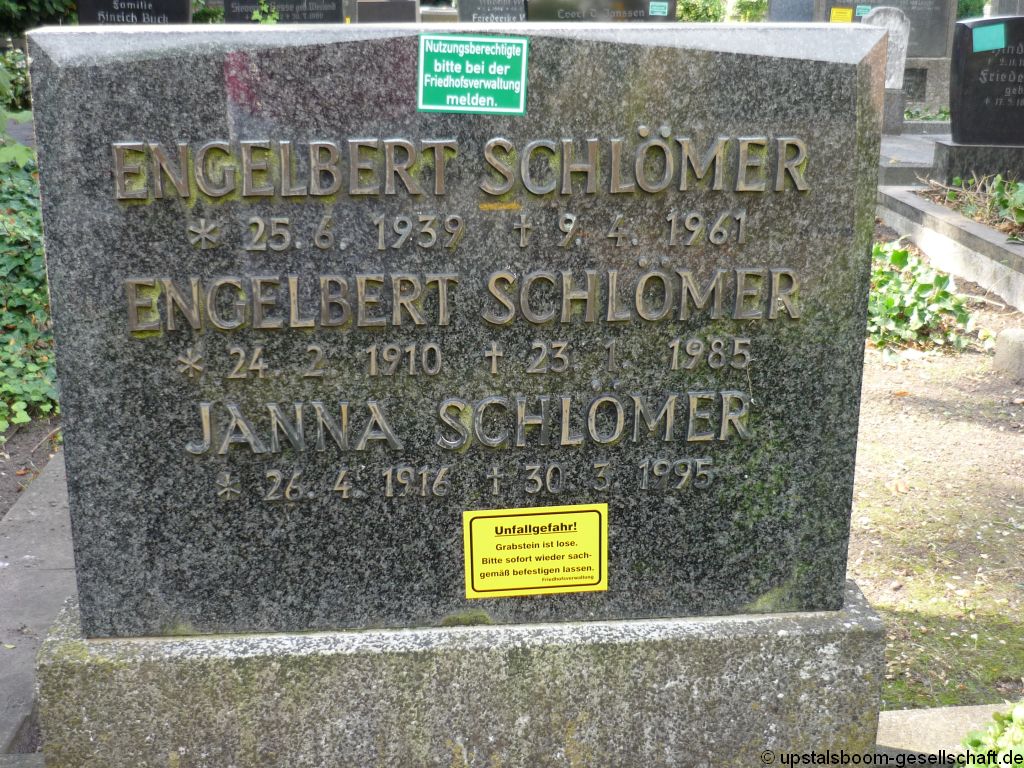 Familie
Hinrich Buck
Nutzungsberechtigte
bitte bei der
Friedhofsverwaltung
melden.
ENGELBERT SCHLÖMER
* 25. 6. 1939 † 9. 4. 1961
ENGELBERT SCHLÖMER
* 24. 2. 1910 † 23. 1. 1985
JANNA SCHLÖMER
* 26. 4. 1916 † 30. 3. 1995
Unfallgefahr!
Grabstein ist lose.
Bitte sofort wieder sach-
gemäß befestigen lassen.
Friedhofsverwaltung
© upstalsboom-gesellschaft.de